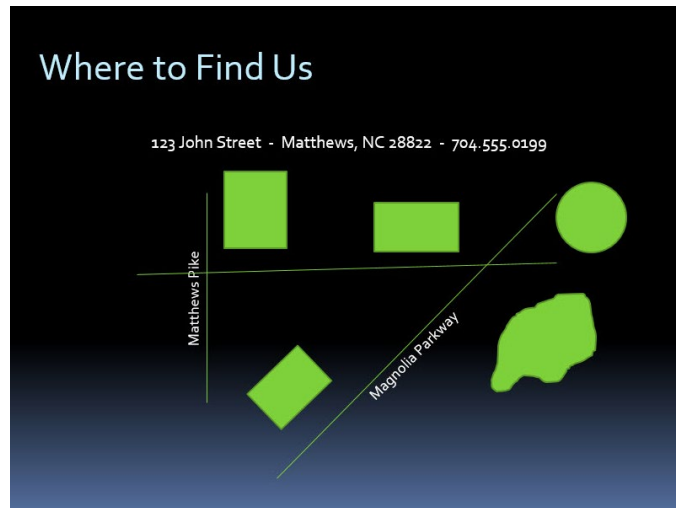 Where to Find Us
123 John Street - Matthews, NC 28822 - 704.555.0199
Matthews Pike
Magnolia Parkway